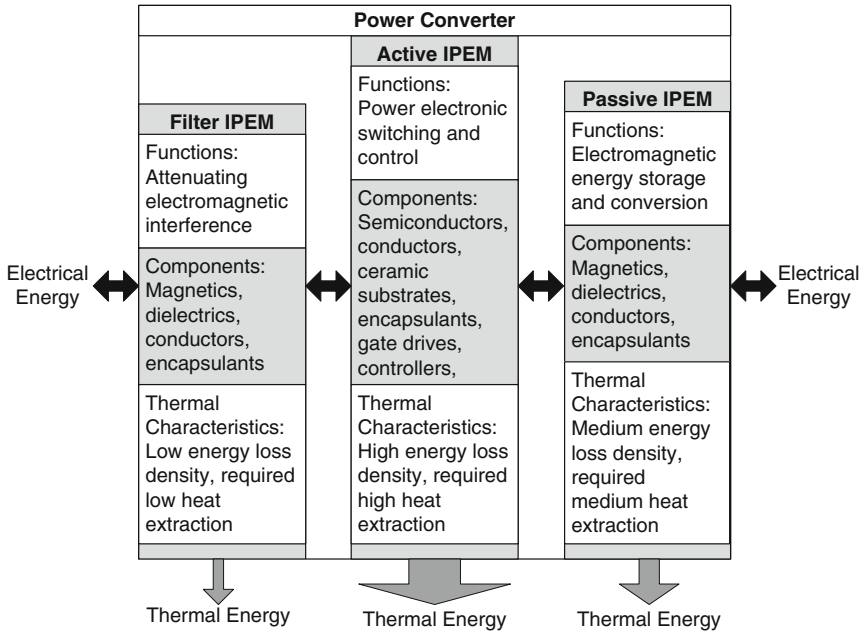 Power Converter
Filter IPEM
Functions:
Attenuating
electromagnetic
interference
Components:
Magnetics,
dielectrics,
conductors,
encapsulants
Thermal
Characteristics:
Low energy loss
density, required
low heat
extraction
Active IPEM
Functions:
Power electronic
switching and
control
Components:
Semiconductors,
conductors,
ceramic
substrates,
encapsulants,
gate drives,
controllers,
Thermal
Characteristics:
High energy loss
density, required
high heat
extraction
Passive IPEM
Functions:
Electromagnetic
energy storage
and conversion
Components:
Magnetics,
dielectrics,
conductors,
encapsulants
Thermal
Characteristics:
Medium energy
loss density,
required
medium heat
extraction
Electrical
Energy
Electrical
Energy
Thermal Energy
Thermal Energy
Thermal Energy